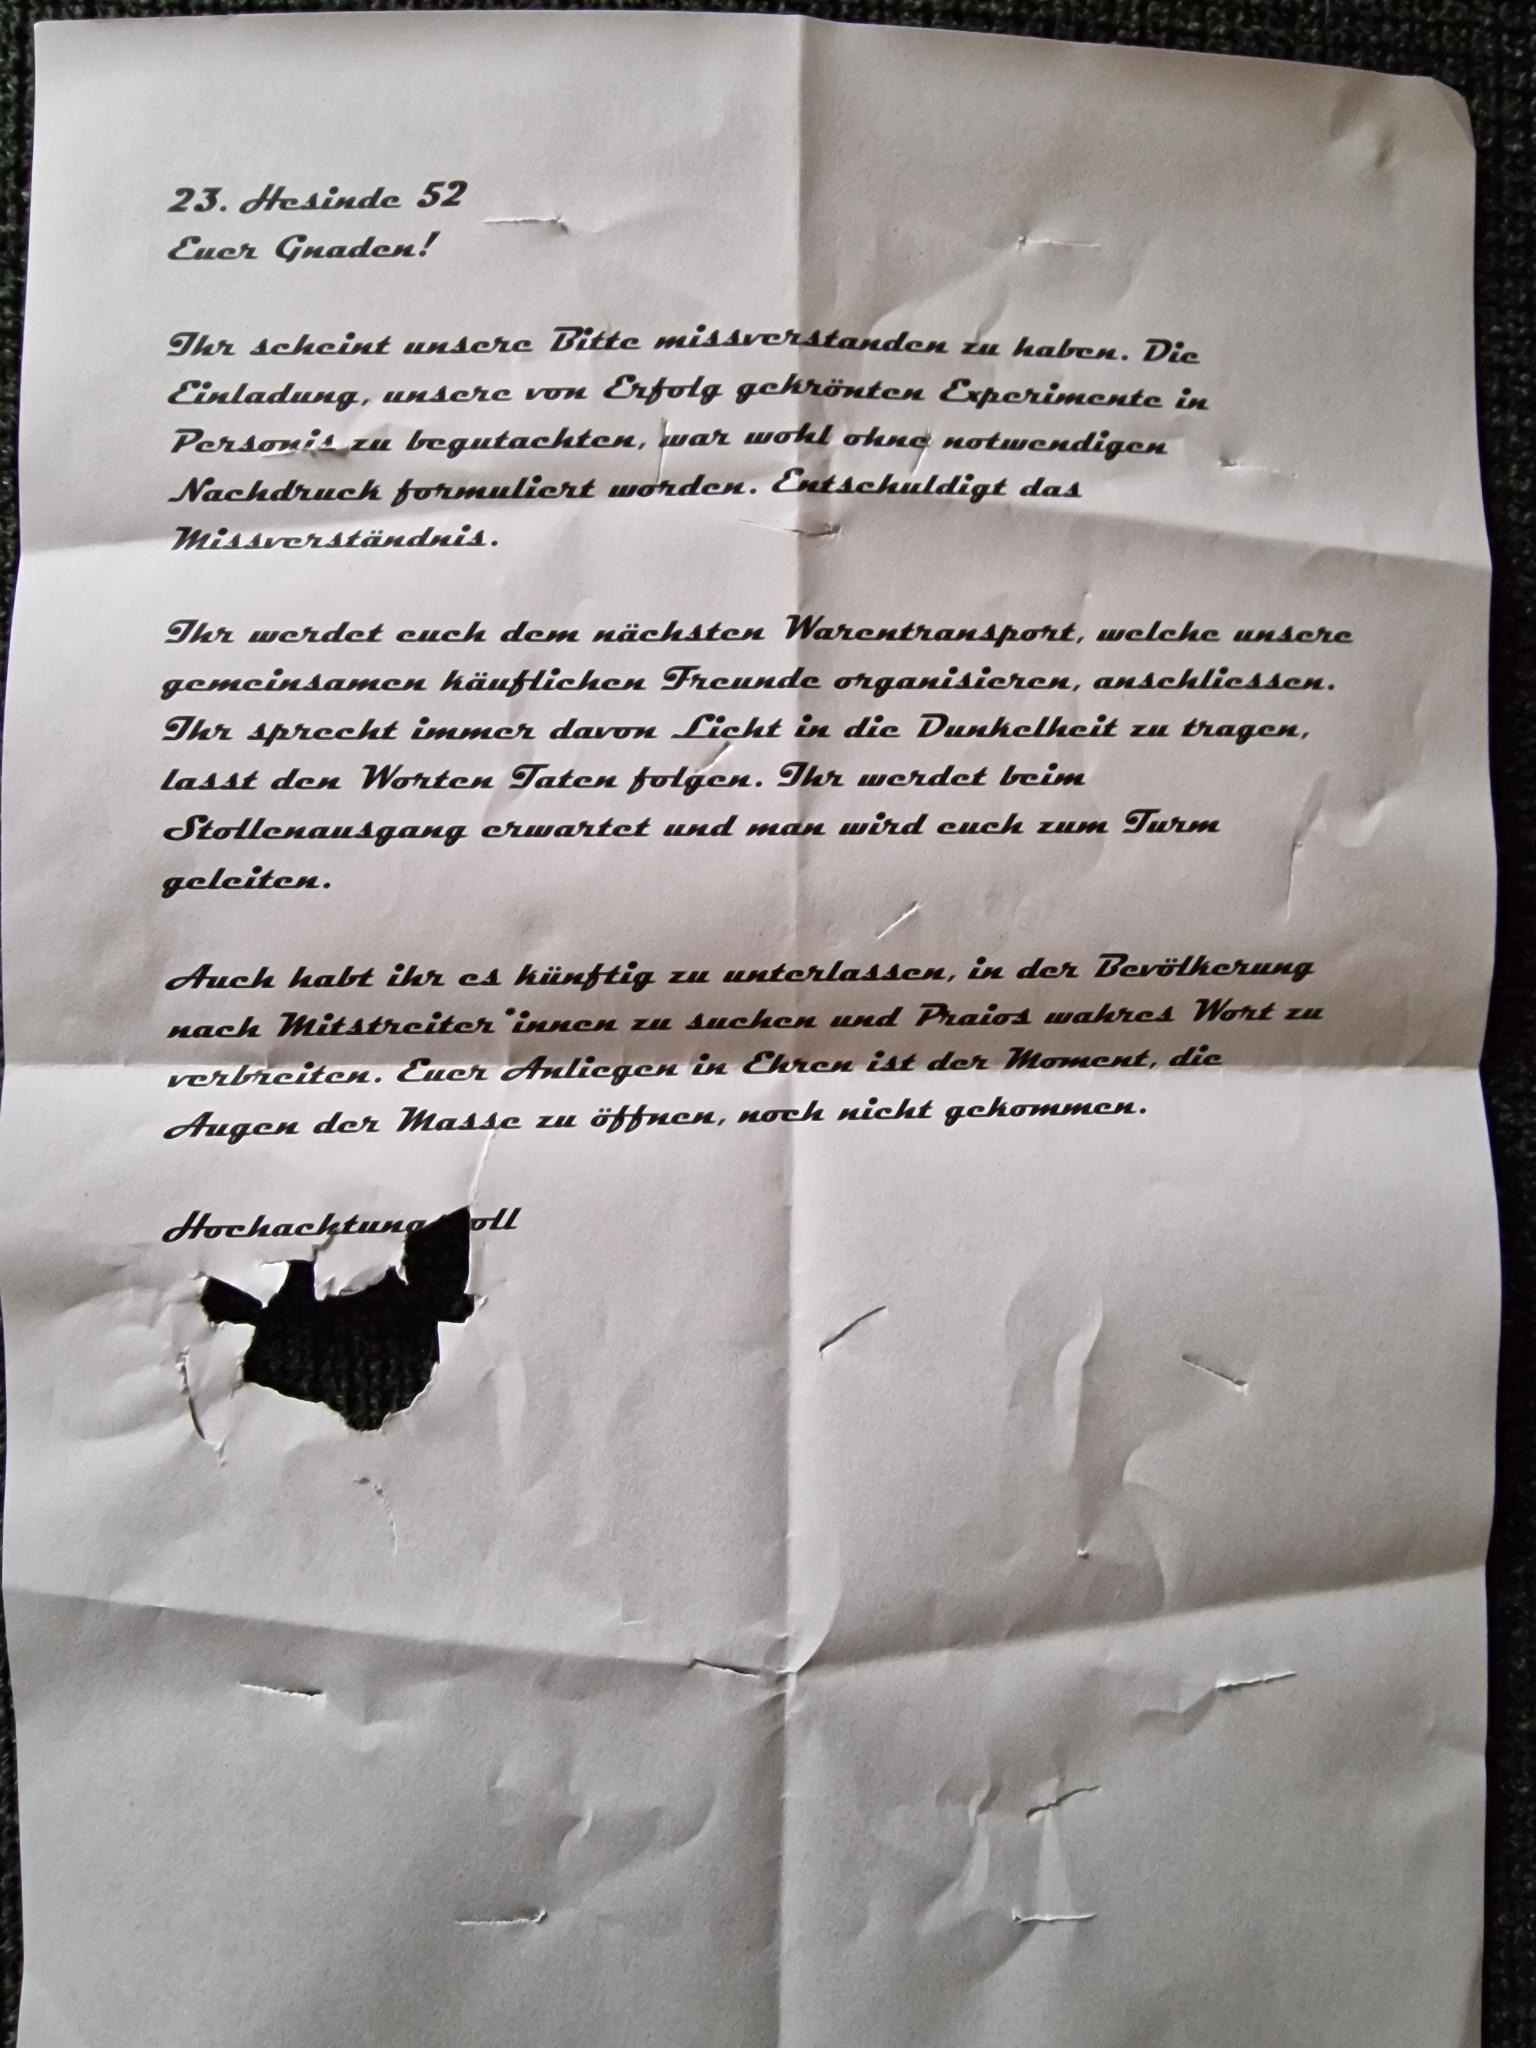 23. Hesinde 52
Euer Gnaden!
Ihr scheint unsere Bitte missverstanden zu haben. Die
Einladung, unsere von Erfolg gekrönten Experimente in
Personis zu begutachten, war wohl ohne notwendigen
Nachdruck formuliert worden. Entschuldigt das
Missverständnis.
Ihr werdet euch dem nächsten Warentransport, welche unsere
gemeinsamen käuflichen Freunde organisieren, anschliessen.
Ihr sprecht immer davon Licht in die Dunkelheit zu tragen,
lasst den Worten Taten folgen. Ihr werdet beim
Stollenausgang erwartet und man wird euch zum Turm
geleiten.
Auch habt ihr es künftig zu unterlassen, in der Bevölkerung
nach Mitstreiter*innen zu suchen und Praios wahres Wort zu
verbreiten. Euer Anliegen in Ehren ist der Moment, die
Augen der Masse zu öffnen, noch nicht gekommen.